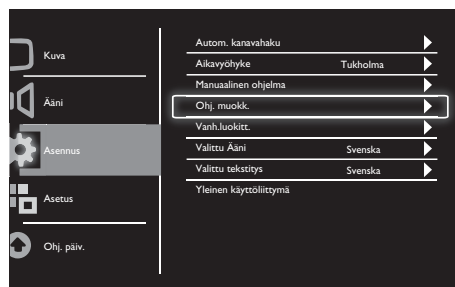 Kuva
Ääni
Asennus
Asetus
Ohj. päiv.
Autom. kanavahaku
Aikavyöhyke Tukholma
Manuaalinen ohjelma
Ohj. muokk.
Vanh.luokitt.
Valittu Ääni Svenska
Valittu tekstitys Svenska
Yleinen käyttöliittymä